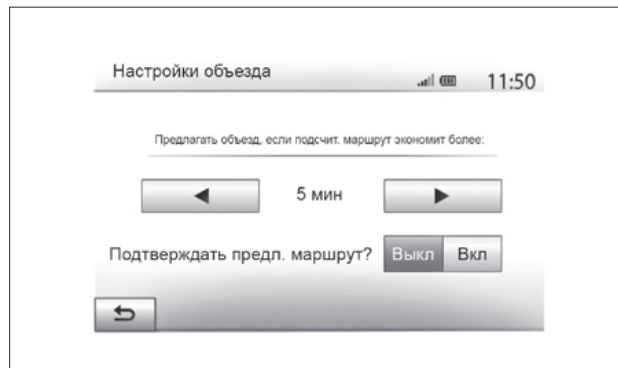 Настройки объезда
11:50
Предлагать объезд, если подсчит. маршрут экономит более:
5 мин
Подтверждать предл. маршрут? Выкл Вкл